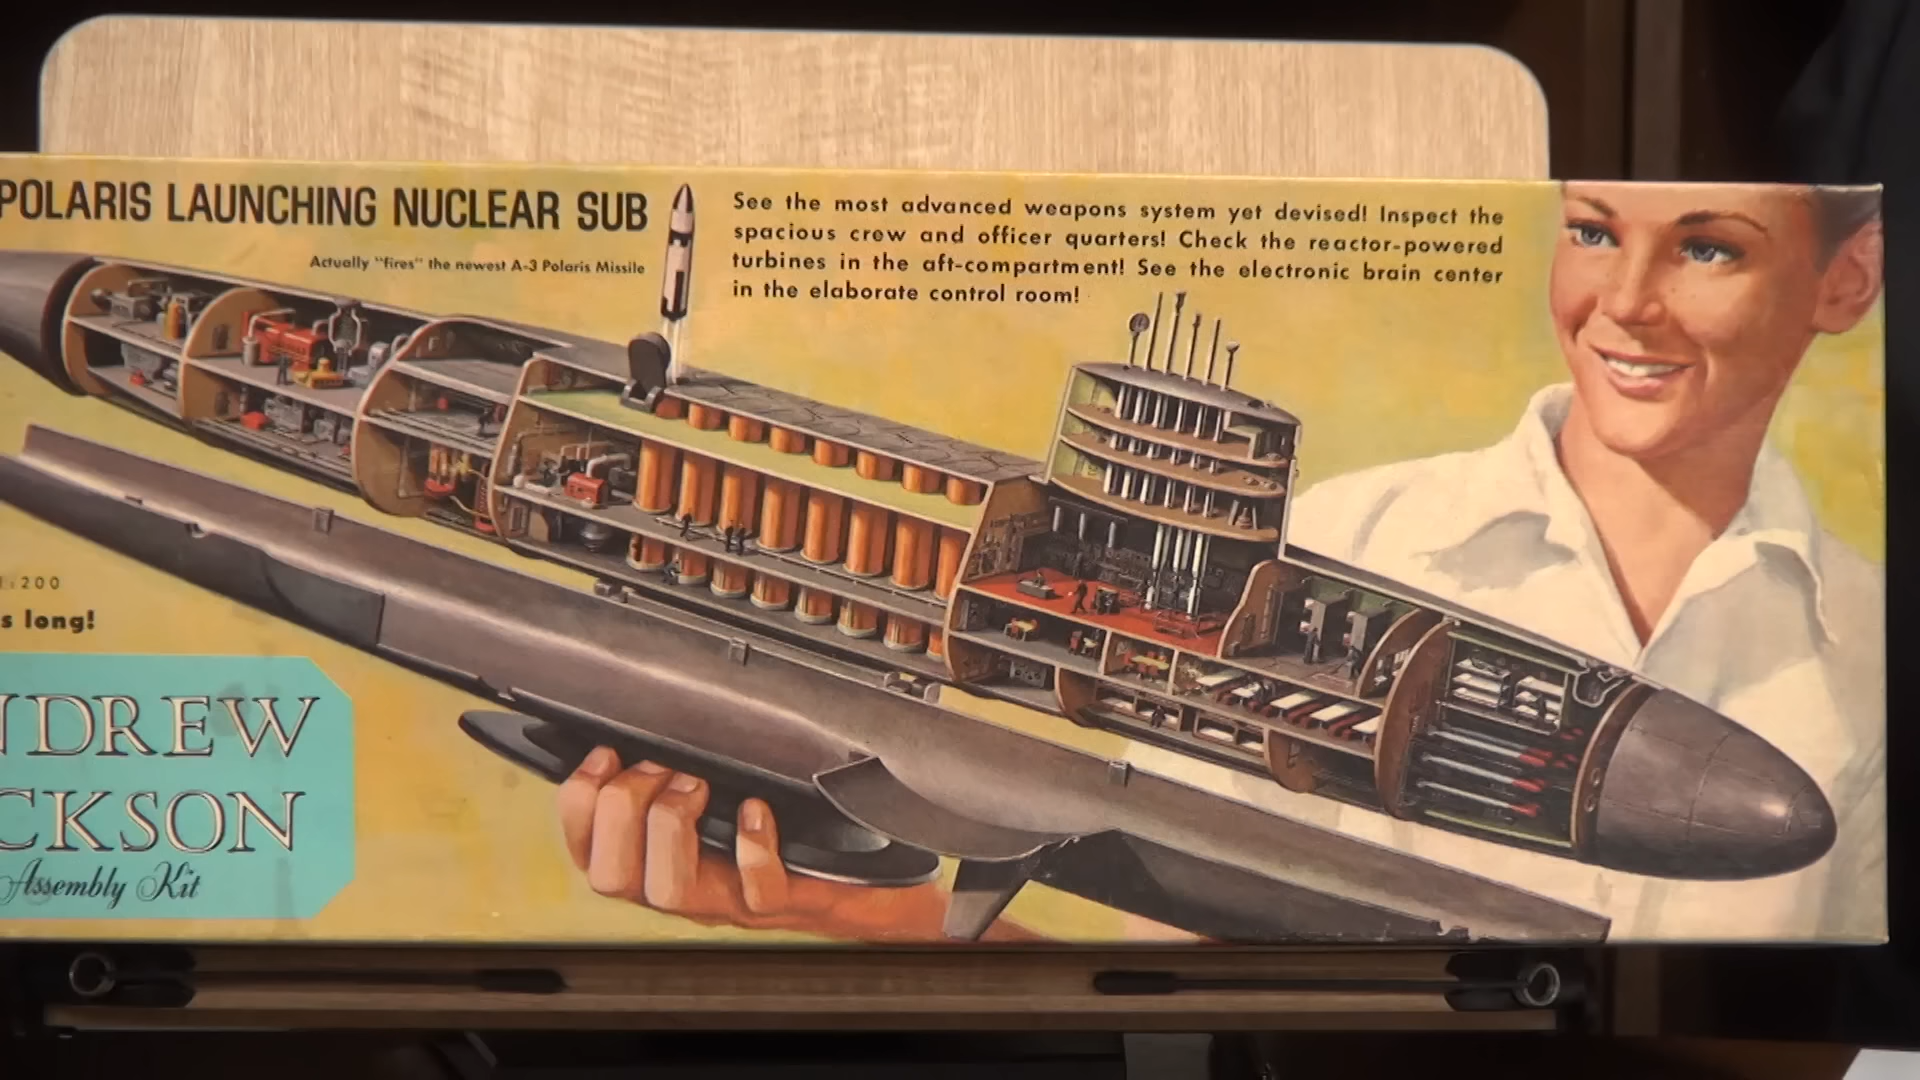 POLARIS LAUNCHING NUCLEAR SUB
Actually "fires" the newest A-3 Polaris Missile
See the most advanced weapons system yet devised! Inspect the
spacious crew and officer quarters! Check the reactor-powered
turbines in the aft-compartment! See the electronic brain center
in the elaborate control room!
1:200
s long!
NDREW
CKSON
Assembly Kit